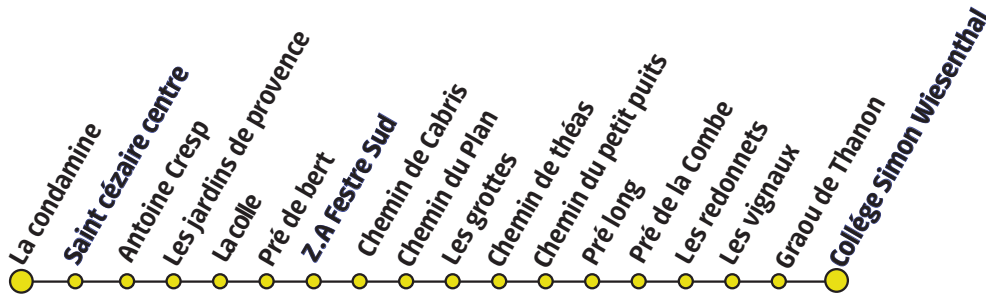 La condamine
Saint cézaire centre
Antoine Cresp
Les jardins de provence
La colle
Pré de bert
Z.A Festre Sud
Chemin de Cabris
Chemin du Plan
Les grottes
Chemin de théas
Chemin du petit puits
Pré long
Pré de la Combe
Les redonnets
Les vignaux
Graou de Thanon
Collége Simon Wiesenthal